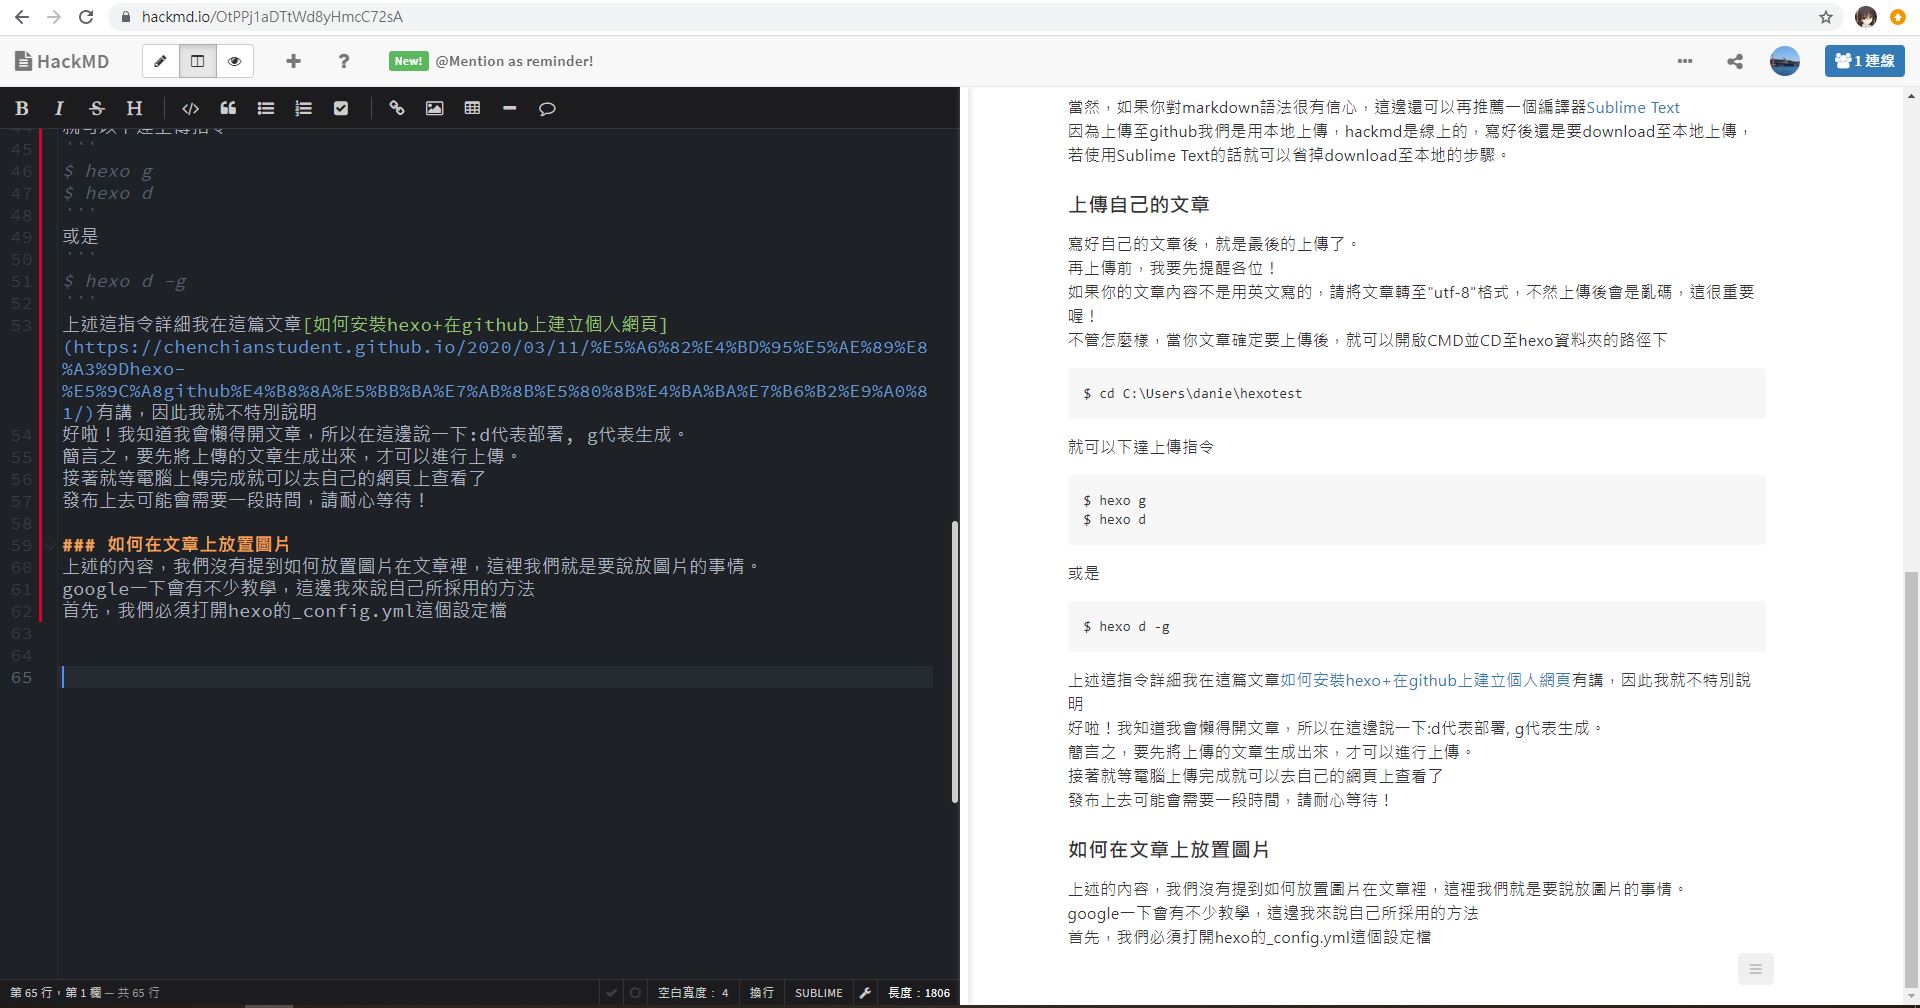 hackmd.io/OtPPj1aDTtWd8yHmcC72sA
HackMD
New! @Mention as reminder!
1 連線
B I S H
44 就可以下達上傳指令
45 ```
46 $ hexo g
47 $ hexo d
48 ```
49 或是
50 ```
51 $ hexo d -g
52 ```
53 上述這指令詳細我在這篇文章[如何安裝hexo+在github上建立個人網頁]
(https://chenchianstudent.github.io/2020/03/11/%E5%A6%82%E4%BD%95%E5%AE%89%E8
%A3%9Dhexo-
%E5%9C%A8github%E4%B8%8A%E5%BB%BA%E7%AB%8B%E5%80%8B%E4%BA%BA%E7%B6%B2%E9%A0%8
1/)有講，因此我就不特別說明
54 好啦！我知道我會懶得開文章，所以在這邊說一下:d代表部署, g代表生成。
55 簡言之，要先將上傳的文章生成出來，才可以進行上傳。
56 接著就等電腦上傳完成就可以去自己的網頁上查看了
57 發布上去可能會需要一段時間，請耐心等待！
58
59 ### 如何在文章上放置圖片
60 上述的內容，我們沒有提到如何放置圖片在文章裡，這裡我們就是要說放圖片的事情。
61 google一下會有不少教學，這邊我來說自己所採用的方法
62 首先，我們必須打開hexo的_config.yml這個設定檔
63
64
65
第 65 行，第 1 欄 — 共 65 行
空白寬度： 4
換行
SUBLIME
長度：1806
當然，如果你對markdown語法很有信心，這邊還可以再推薦一個編譯器Sublime Text
因為上傳至github我們是用本地上傳，hackmd是線上的，寫好後還是要download至本地上傳，
若使用Sublime Text的話就可以省掉download至本地的步驟。
上傳自己的文章
寫好自己的文章後，就是最後的上傳了。
再上傳前，我要先提醒各位！
如果你的文章內容不是用英文寫的，請將文章轉至"utf-8"格式，不然上傳後會是亂碼，這很重要
喔！
不管怎麼樣，當你文章確定要上傳後，就可以開啟CMD並CD至hexo資料夾的路徑下
$ cd C:\Users\danie\hexotest
就可以下達上傳指令
$ hexo g
$ hexo d
或是
$ hexo d -g
上述這指令詳細我在這篇文章如何安裝hexo+在github上建立個人網頁有講，因此我就不特別說
明
好啦！我知道我會懶得開文章，所以在這邊說一下:d代表部署, g代表生成。
簡言之，要先將上傳的文章生成出來，才可以進行上傳。
接著就等電腦上傳完成就可以去自己的網頁上查看了
發布上去可能會需要一段時間，請耐心等待！
如何在文章上放置圖片
上述的內容，我們沒有提到如何放置圖片在文章裡，這裡我們就是要說放圖片的事情。
google一下會有不少教學，這邊我來說自己所採用的方法
首先，我們必須打開hexo的_config.yml這個設定檔